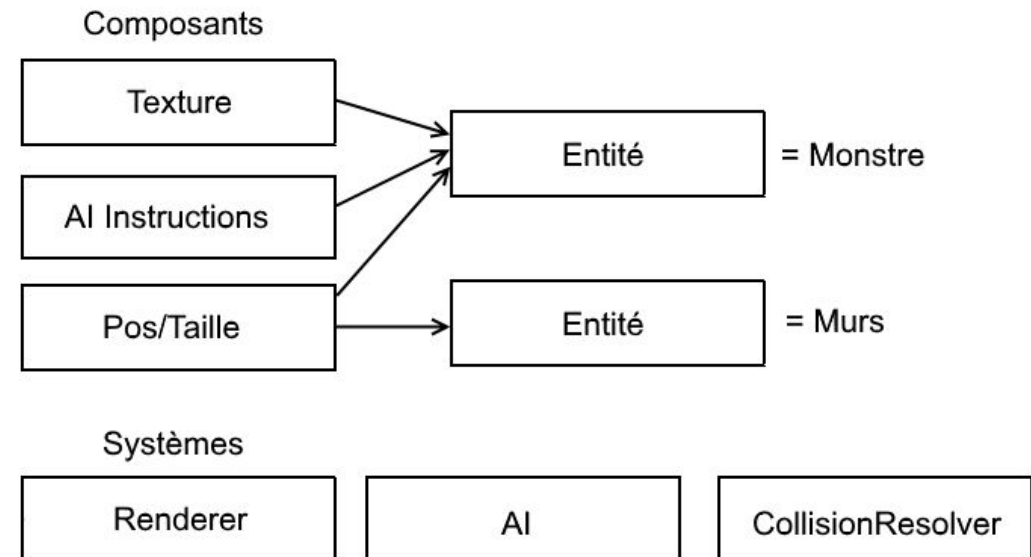 Composants
Texture
Entité
= Monstre
AI Instructions
Pos/Taille
Entité
= Murs
Systèmes
Renderer
AI
CollisionResolver